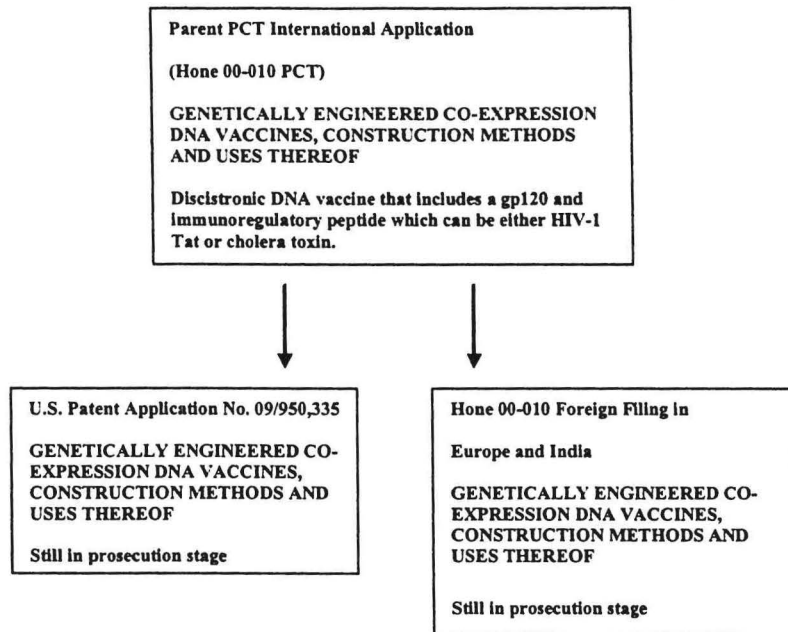 Parent PCT International Application
(Hone 00-010 PCT)
GENETICALLY ENGINEERED CO-EXPRESSION
DNA VACCINES, CONSTRUCTION METHODS
AND USES THEREOF
Discistronic DNA vaccine that includes a gp120 and
immunoregulatory peptide which can be either HIV-1
Tat or cholera toxin.
U.S. Patent Application No. 09/950,335
GENETICALLY ENGINEERED CO-
EXPRESSION DNA VACCINES,
CONSTRUCTION METHODS AND
USES THEREOF
Still in prosecution stage
Hone 00-010 Foreign Filing in
Europe and India
GENETICALLY ENGINEERED CO-
EXPRESSION DNA VACCINES,
CONSTRUCTION METHODS AND
USES THEREOF
Still in prosecution stage